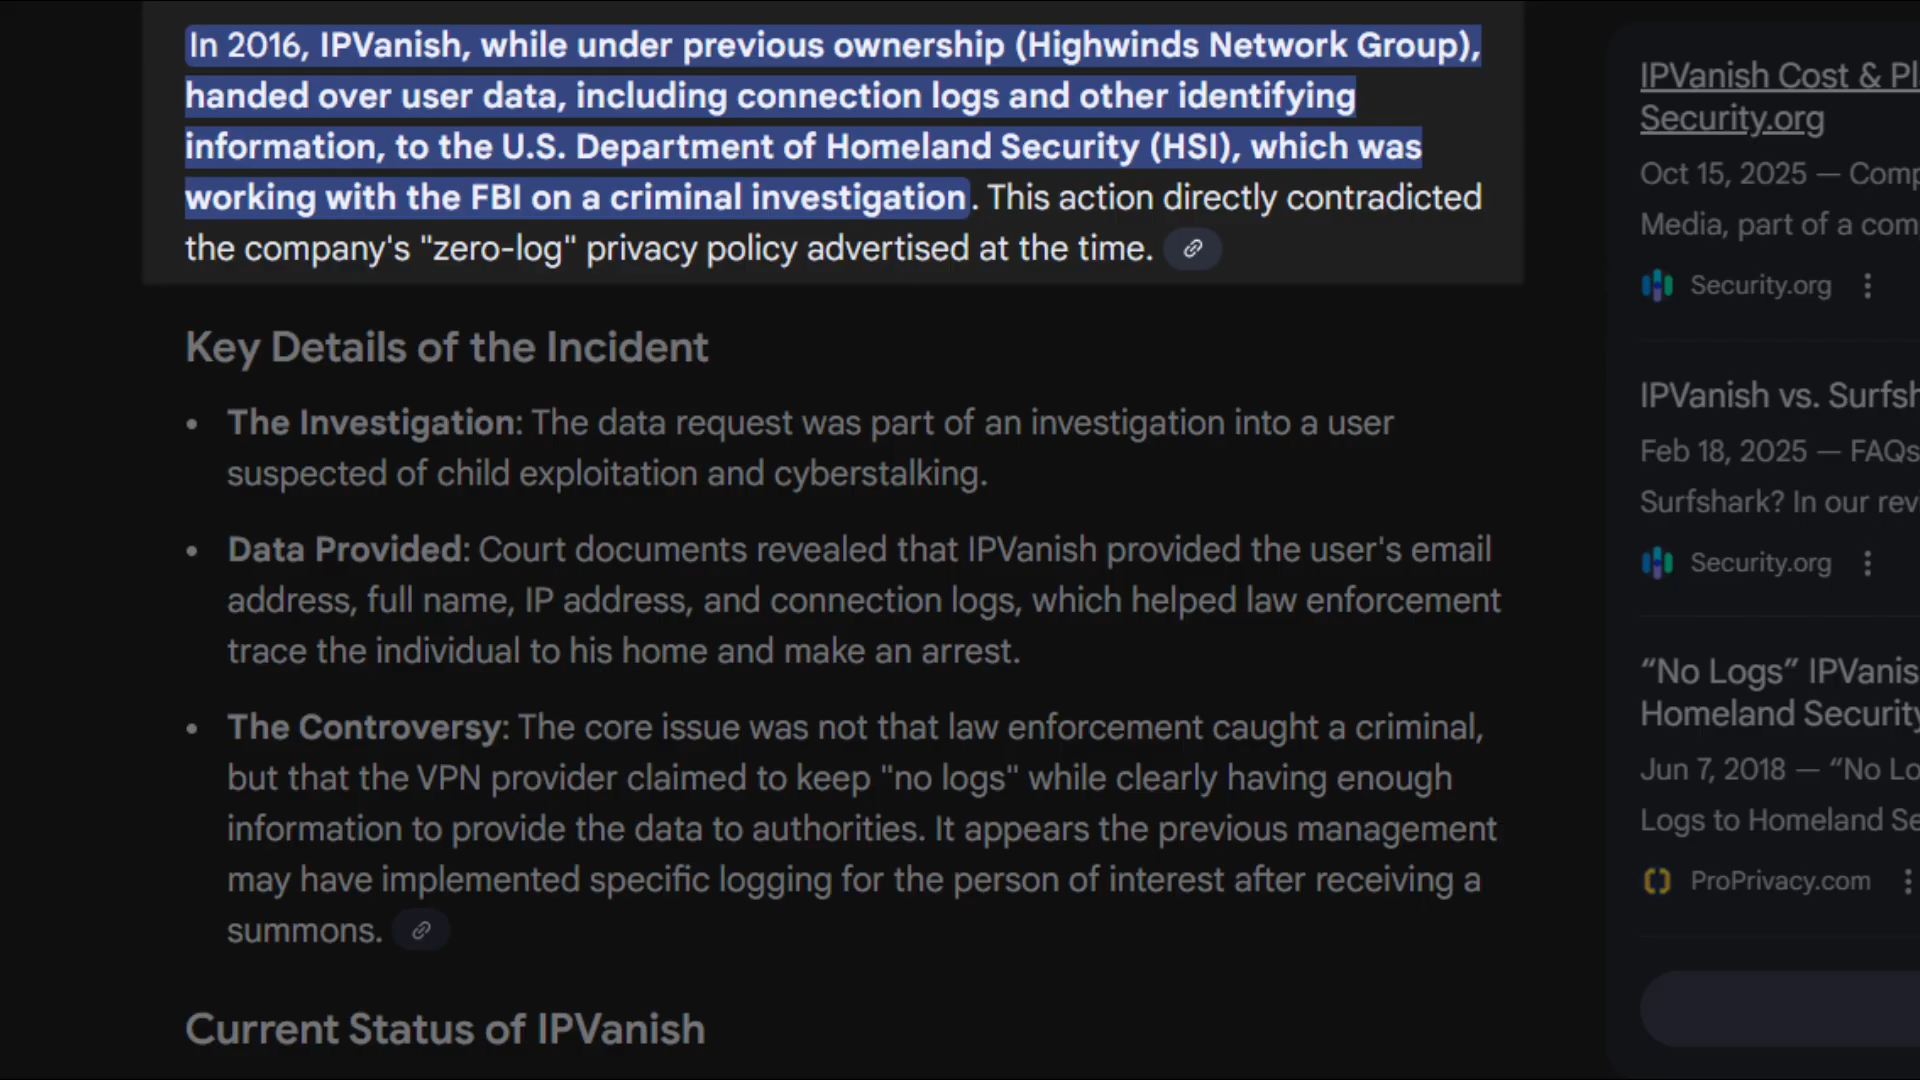 In 2016, IPVanish, while under previous ownership (Highwinds Network Group),
handed over user data, including connection logs and other identifying
information, to the U.S. Department of Homeland Security (HSI), which was
working with the FBI on a criminal investigation. This action directly contradicted
the company's "zero-log" privacy policy advertised at the time.
Key Details of the Incident
• The Investigation: The data request was part of an investigation into a user
suspected of child exploitation and cyberstalking.
• Data Provided: Court documents revealed that IPVanish provided the user's email
address, full name, IP address, and connection logs, which helped law enforcement
trace the individual to his home and make an arrest.
• The Controversy: The core issue was not that law enforcement caught a criminal,
but that the VPN provider claimed to keep "no logs" while clearly having enough
information to provide the data to authorities. It appears the previous management
may have implemented specific logging for the person of interest after receiving a
summons.
Current Status of IPVanish
IPVanish Cost & Pl
Security.org
Oct 15, 2025 — Comp
Media, part of a com
Security.org
IPVanish vs. Surfsh
Feb 18, 2025 — FAQs
Surfshark? In our rev
Security.org
“No Logs” IPVanis
Homeland Security
Jun 7, 2018 — “No Lo
Logs to Homeland Se
ProPrivacy.com